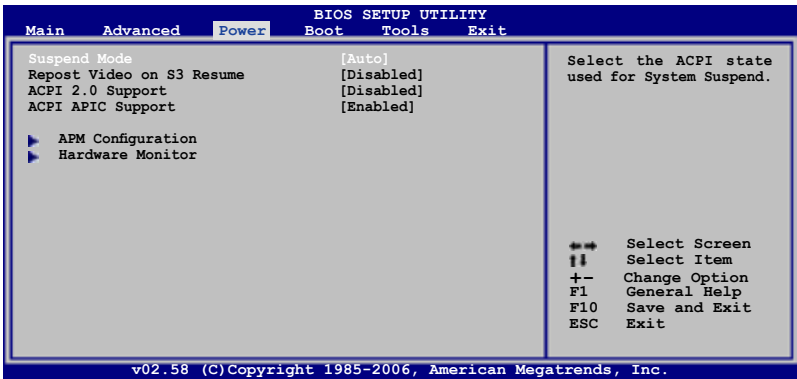 BIOS SETUP UTILITY
Main Advanced Power Boot Tools Exit
Suspend Mode [Auto]
Repost Video on S3 Resume [Disabled]
ACPI 2.0 Support [Disabled]
ACPI APIC Support [Enabled]
APM Configuration
Hardware Monitor
Select the ACPI state
used for System Suspend.
Select Screen
Select Item
+- Change Option
F1 General Help
F10 Save and Exit
ESC Exit
v02.58 (C)Copyright 1985-2006, American Megatrends, Inc.